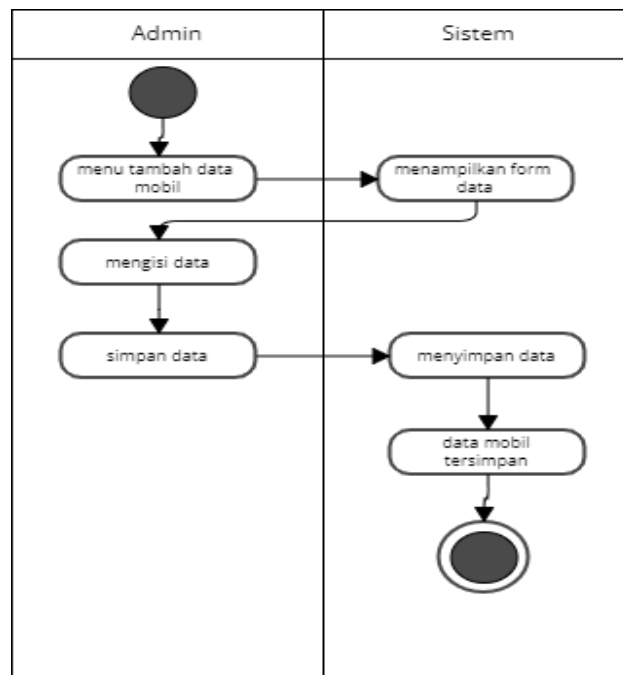 Admin
Sistem
menu tambah data
mobil
menampilkan form
data
mengisi data
simpan data
menyimpan data
data mobil
tersimpan